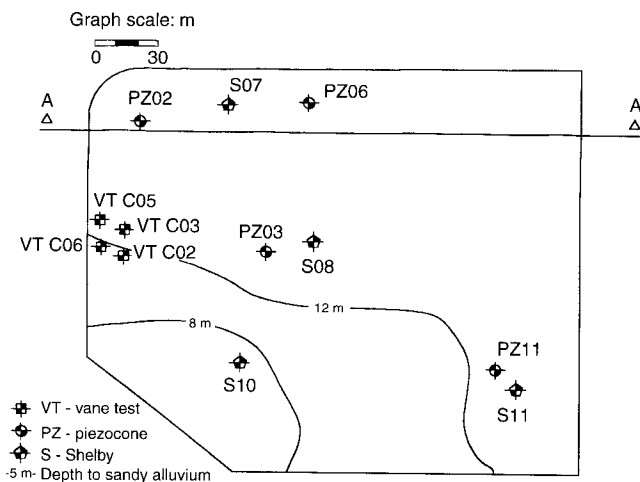 Graph scale: m
0 30
A
PZ02
S07
PZ06
A
VT C05
VT C03
VT C06
VT C02
PZ03
S08
12 m
8 m
S10
PZ11
S11
VT - vane test
PZ - piezocone
S - Shelby
-5 m- Depth to sandy alluvium